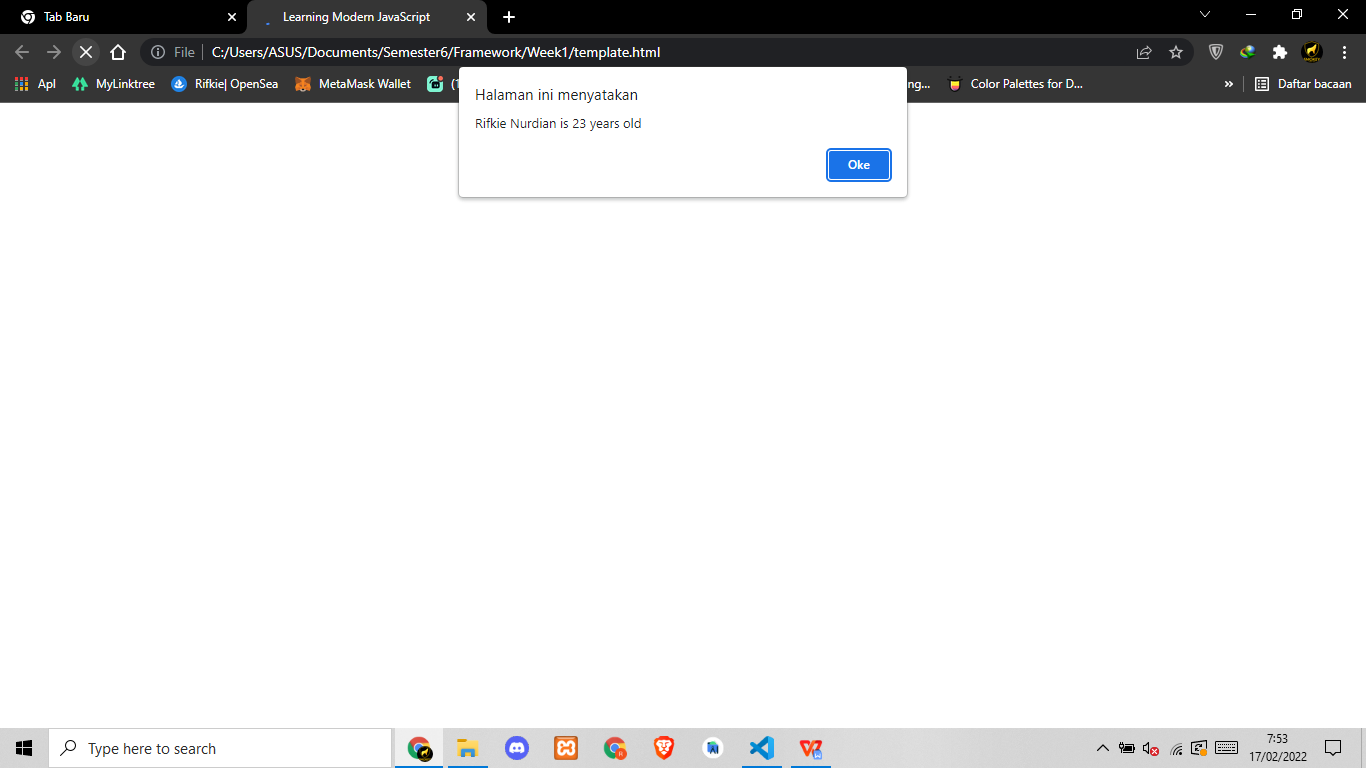 Tab Baru
Learning Modern JavaScript
File
C:/Users/ASUS/Documents/Semester6/Framework/Week1/template.html
Apl
MyLinktree
Rifkie| OpenSea
MetaMask Wallet
(1
ng...
Color Palettes for D...
»
Daftar bacaan
Halaman ini menyatakan
Rifkie Nurdian is 23 years old
Oke
Type here to search
7:53
17/02/2022